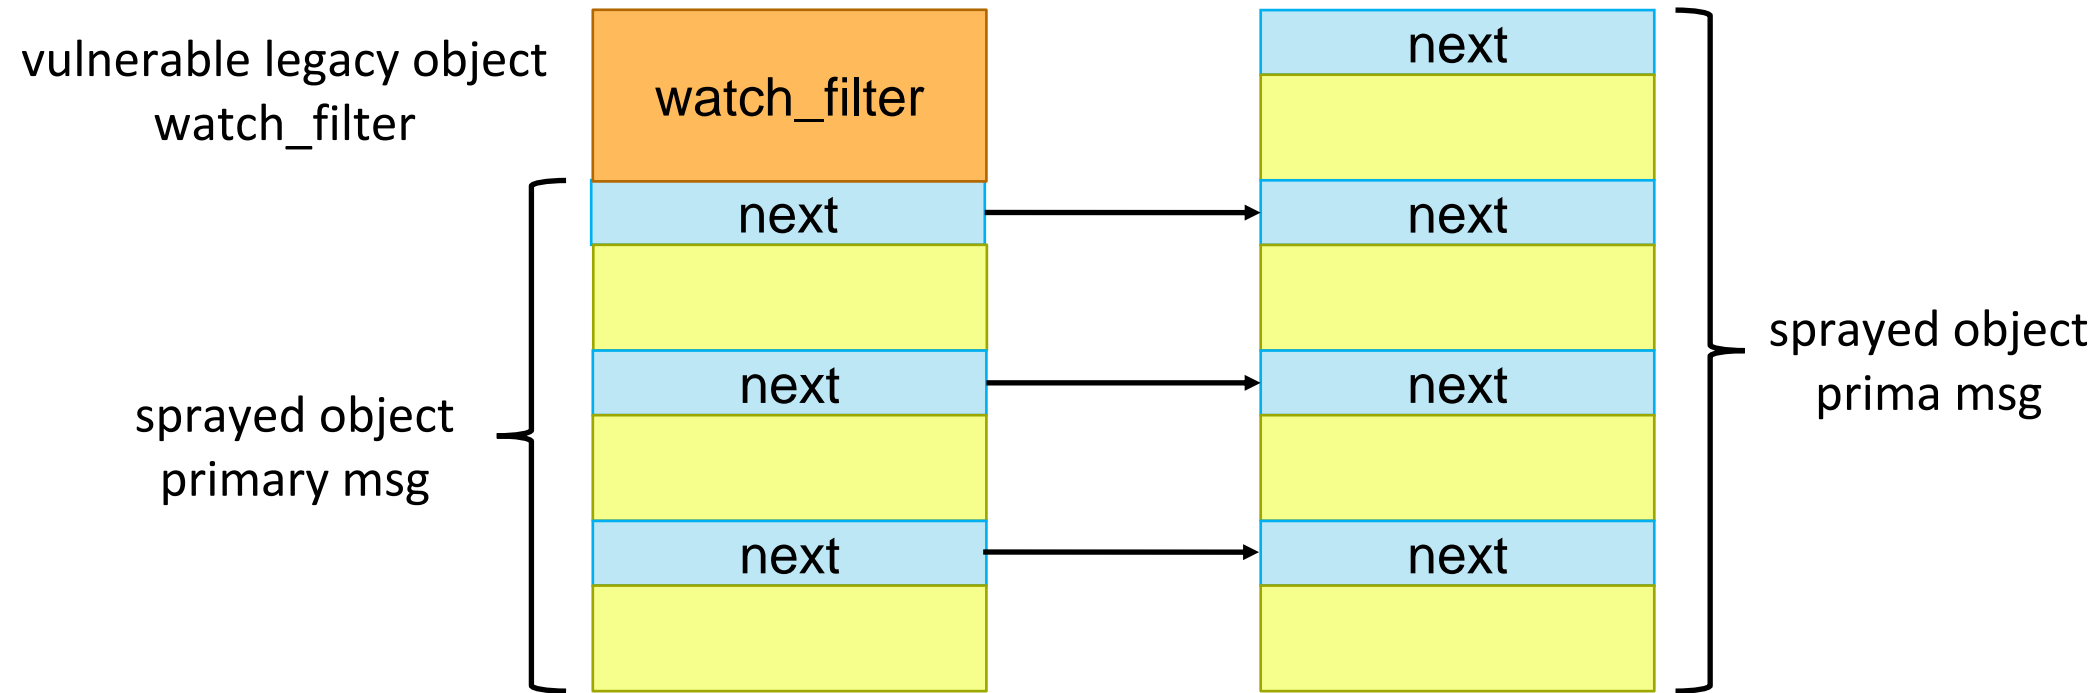 vulnerable legacy object
watch_filter
watch_filter
next
next
next
next
next
next
next
sprayed object
primary msg
sprayed object
prima msg